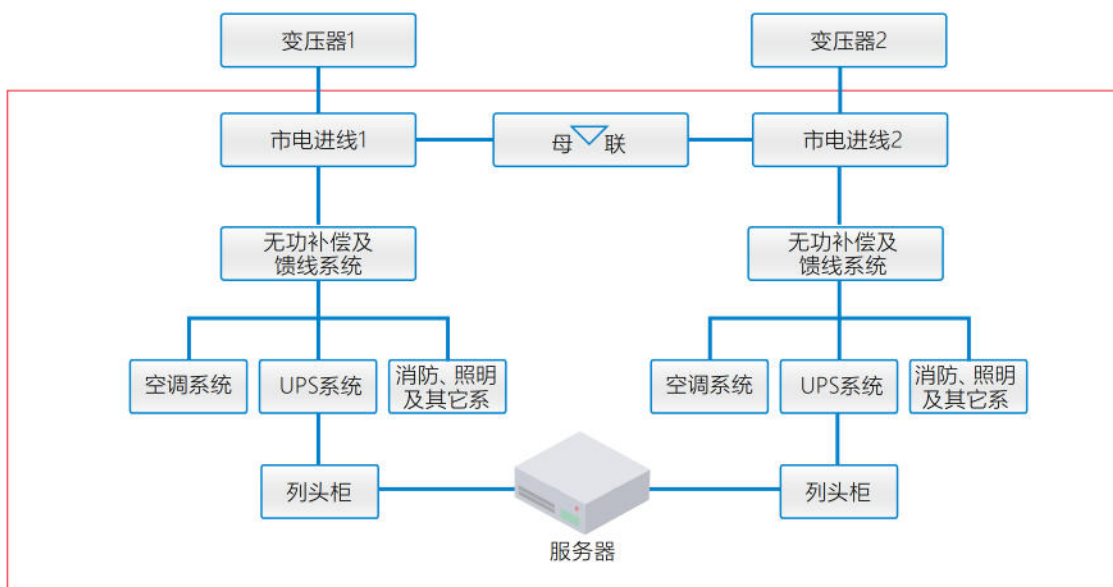 变压器1
变压器2
市电进线1
母 联
市电进线2
无功补偿及
馈线系统
无功补偿及
馈线系统
空调系统
UPS系统
消防、照明
及其它系
空调系统
UPS系统
消防、照明
及其它系
列头柜
列头柜
服务器